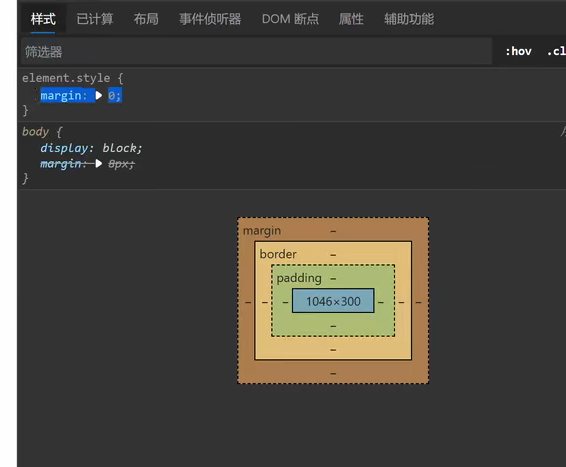 样式 已计算 布局 事件侦听器 DOM 断点 属性 辅助功能
筛选器 :hov .cl
element.style {
margin: 0;
}
body {
display: block;
margin: 8px;
}
margin –
border –
padding –
– – – 1046×300 – – –
–
–
–